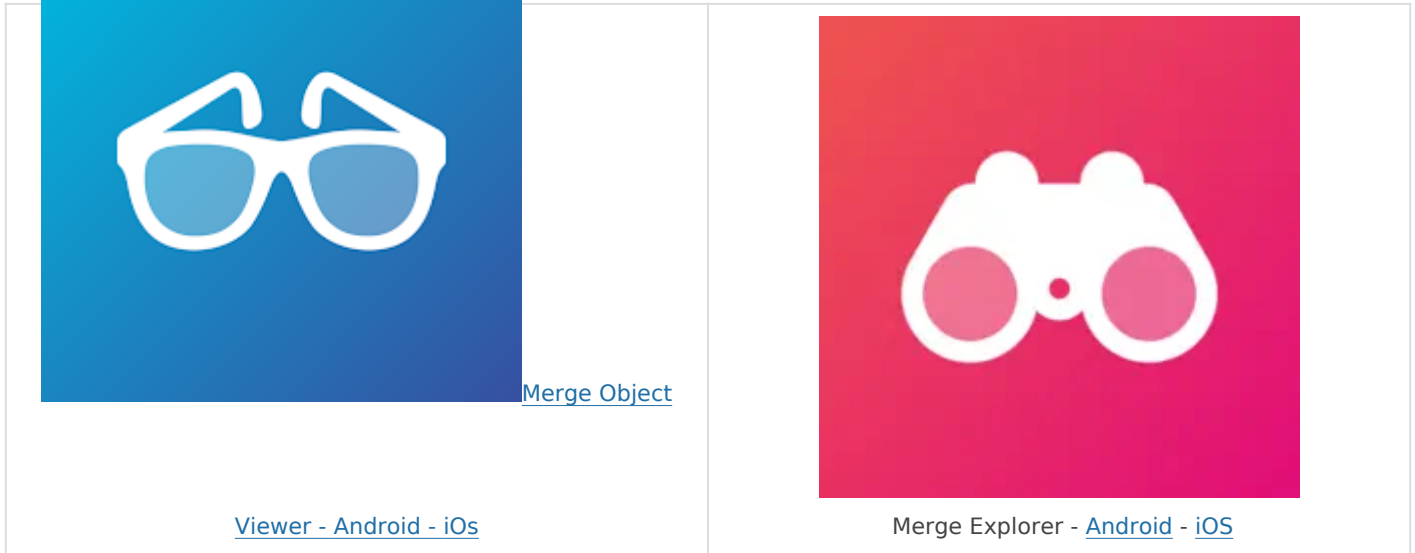 Merge Object
Viewer - Android - iOs
Merge Explorer - Android - iOS